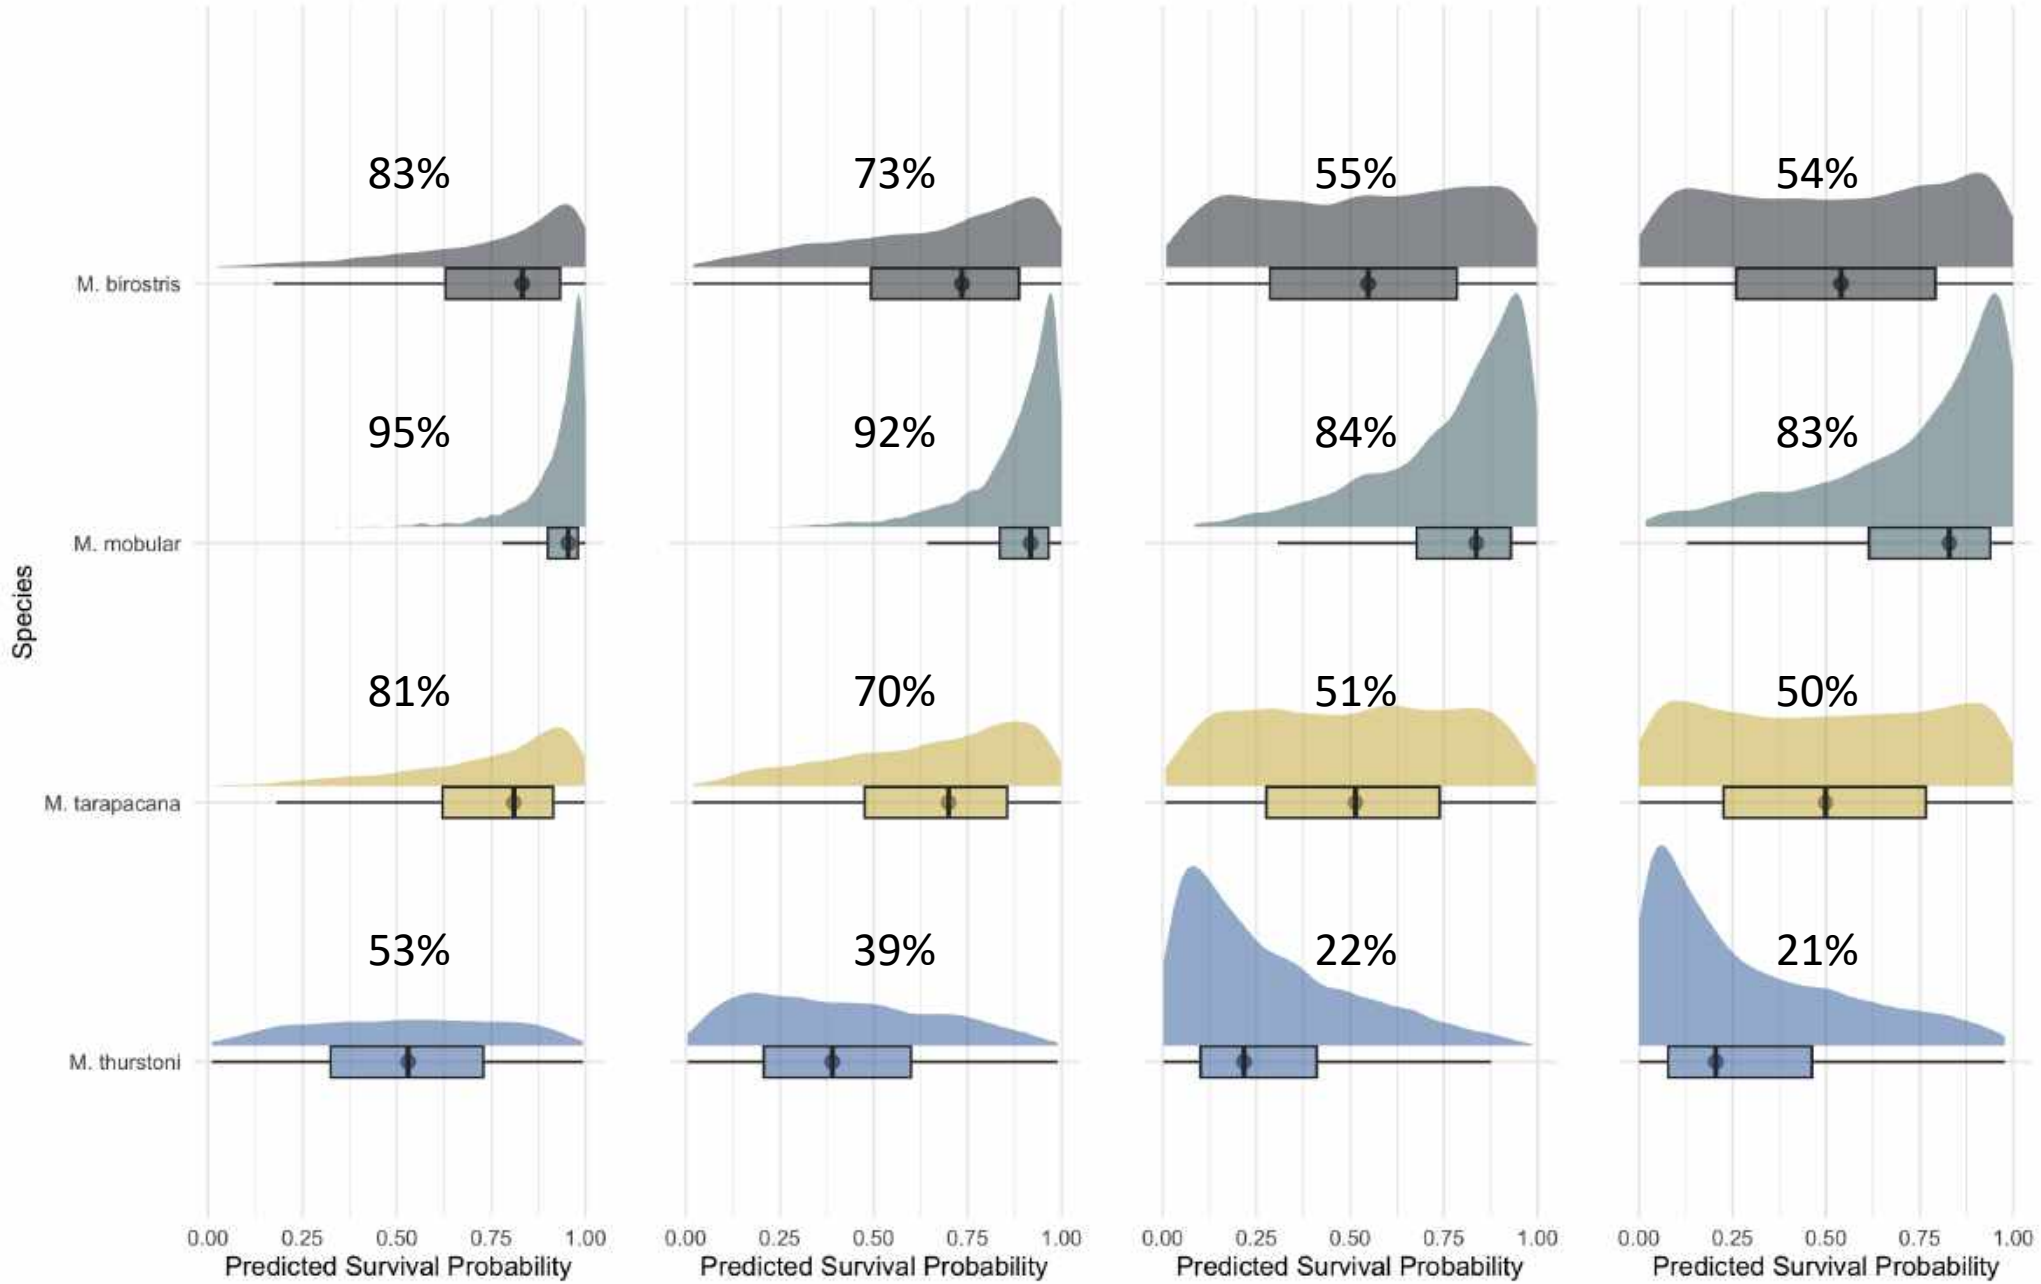 83% 73% 55% 54%
M. birostris
95% 92% 84% 83%
M. mobular
Species
81% 70% 51% 50%
M. tarapacana
53% 39% 22% 21%
M. thurstoni
0.00 0.25 0.50 0.75 1.00 0.00 0.25 0.50 0.75 1.00 0.00 0.25 0.50 0.75 1.00 0.00 0.25 0.50 0.75 1.00
Predicted Survival Probability Predicted Survival Probability Predicted Survival Probability Predicted Survival Probability